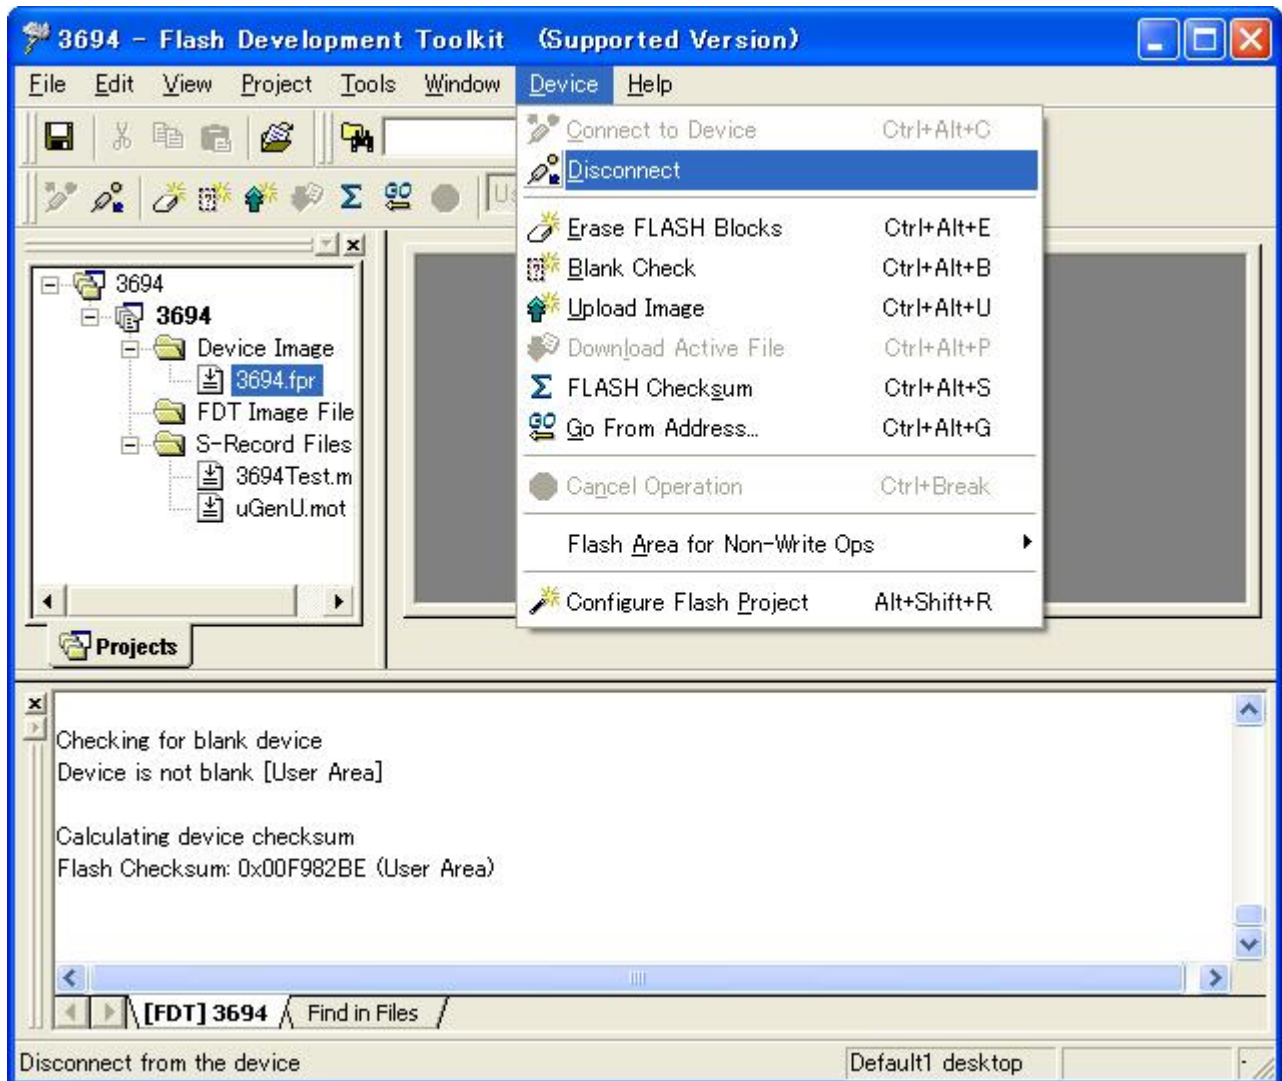 3694 - Flash Development Toolkit (Supported Version)
File Edit View Project Tools Window Device Help
Connect to Device Ctrl+Alt+C
Disconnect
Erase FLASH Blocks Ctrl+Alt+E
Blank Check Ctrl+Alt+B
Upload Image Ctrl+Alt+U
Download Active File Ctrl+Alt+P
FLASH Checksum Ctrl+Alt+S
GO Go From Address... Ctrl+Alt+G
Cancel Operation Ctrl+Break
Flash Area for Non-Write Ops
Configure Flash Project Alt+Shift+R
GO
3694
3694
Device Image
3694.fpr
FDT Image File
S-Record Files
3694Test.m
uGenU.mot
Projects
Checking for blank device
Device is not blank [User Area]
Calculating device checksum
Flash Checksum: 0x00F982BE (User Area)
[FDT] 3694 Find in Files
Disconnect from the device Default1 desktop